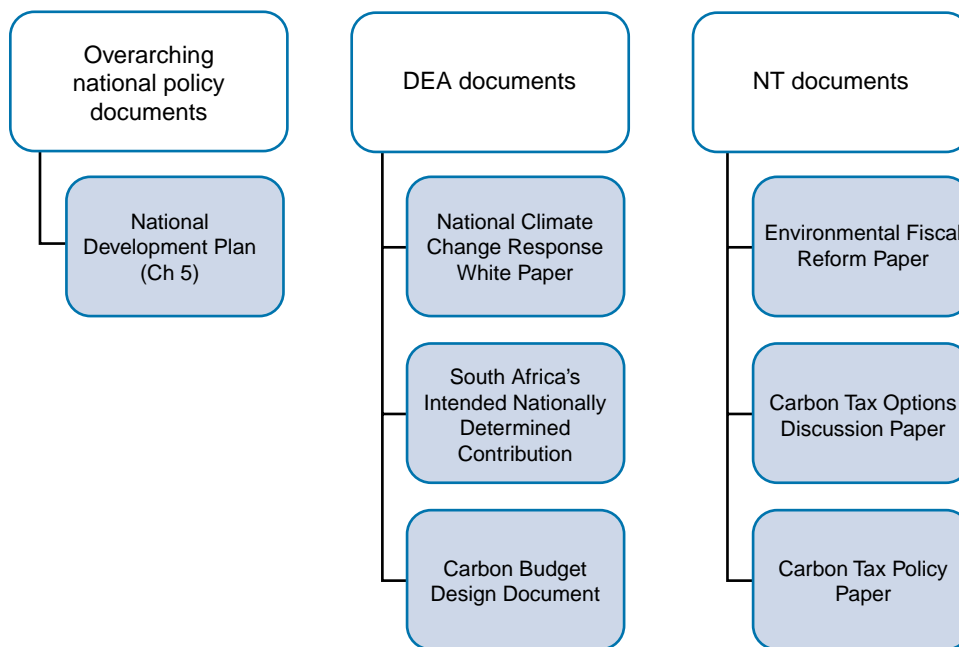 Overarching
national policy
documents
National
Development Plan
(Ch 5)
DEA documents
National Climate
Change Response
White Paper
South Africa’s
Intended Nationally
Determined
Contribution
Carbon Budget
Design Document
NT documents
Environmental Fiscal
Reform Paper
Carbon Tax Options
Discussion Paper
Carbon Tax Policy
Paper